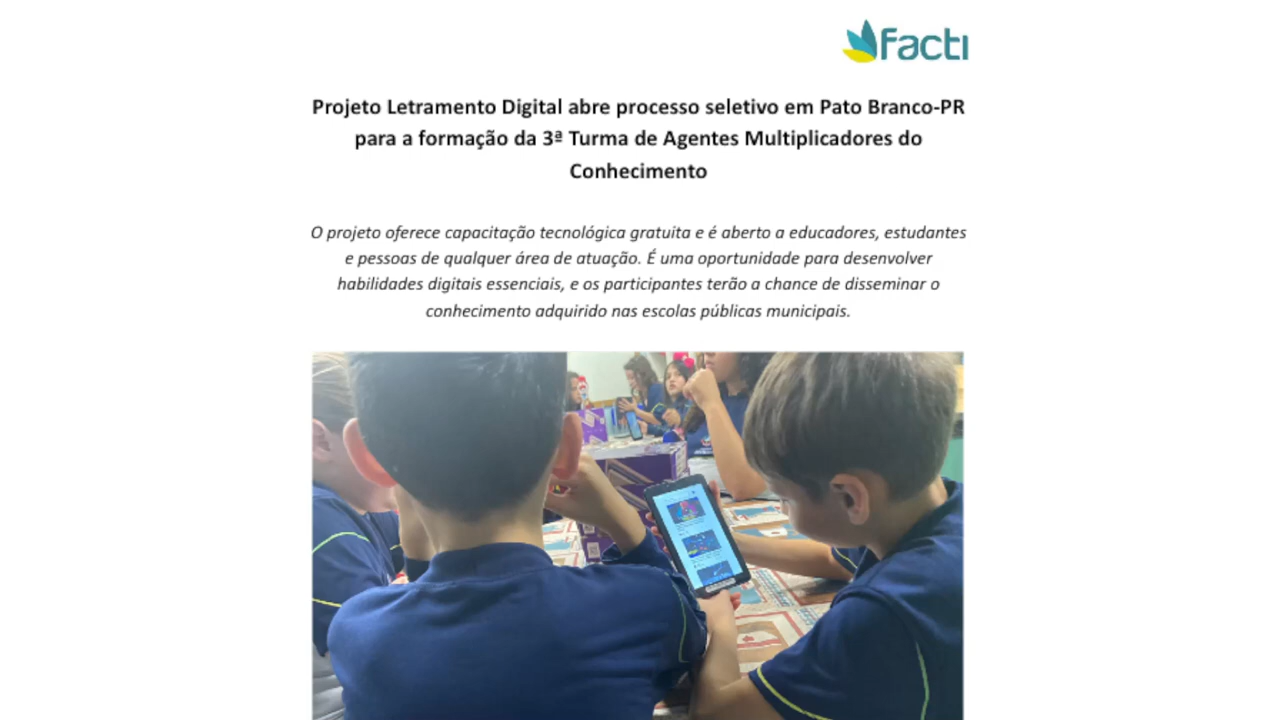 facti
Projeto Letramento Digital abre processo seletivo em Pato Branco-PR
para a formação da 3ª Turma de Agentes Multiplicadores do
Conhecimento
O projeto oferece capacitação tecnológica gratuita e é aberto a educadores, estudantes
e pessoas de qualquer área de atuação. É uma oportunidade para desenvolver
habilidades digitais essenciais, e os participantes terão a chance de disseminar o
conhecimento adquirido nas escolas públicas municipais.